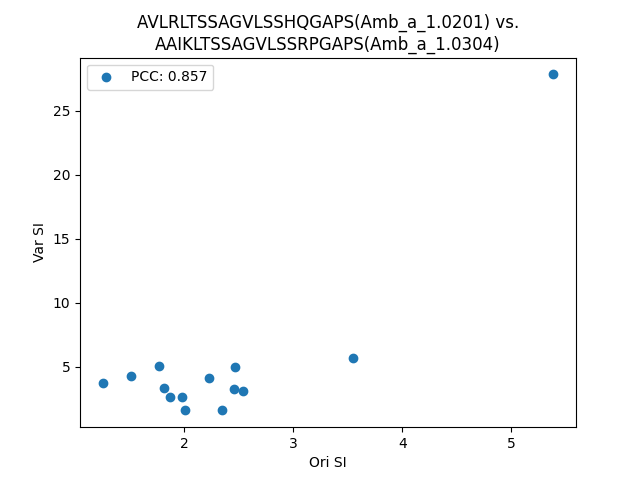 AVLRLTSSAGVLSSHQGAPS(Amb_a_1.0201) vs.
AAIKLTSSAGVLSSRPGAPS(Amb_a_1.0304)
PCC: 0.857
25
20
15
10
5
Var SI
2 3 4 5
Ori SI